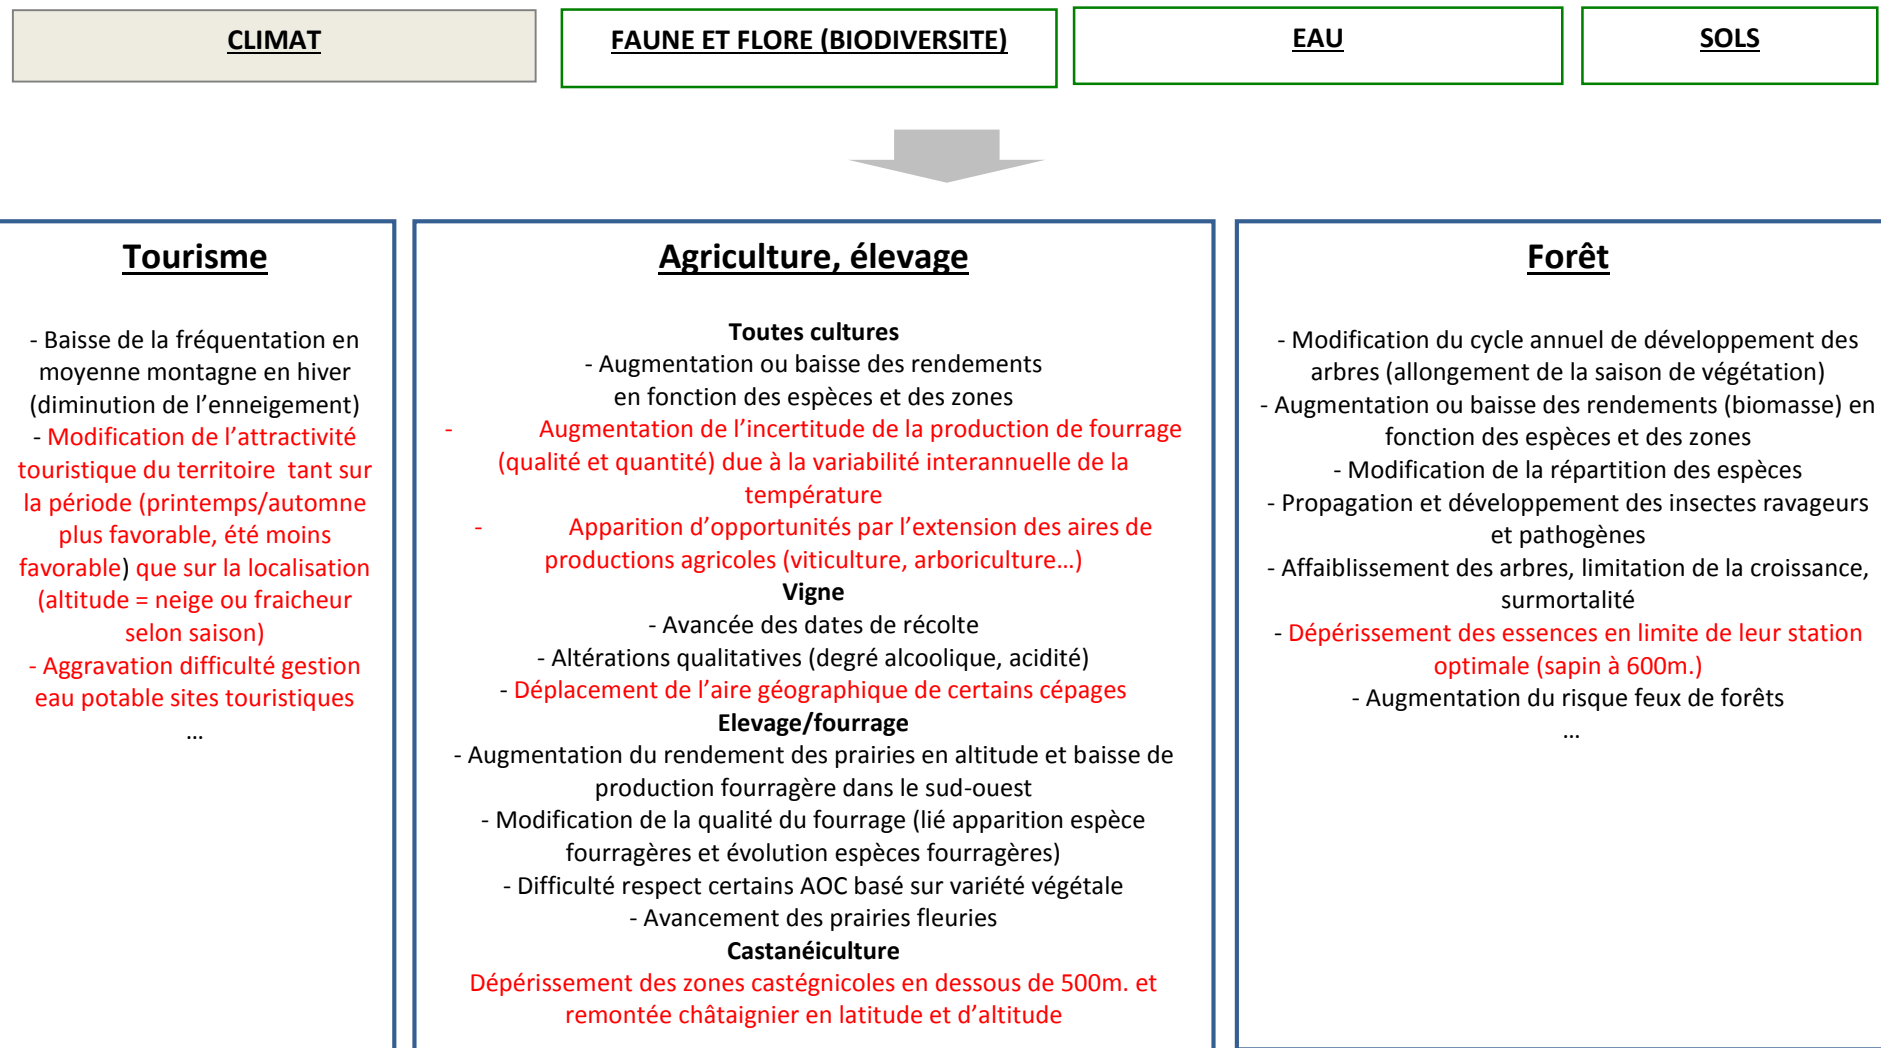 CLIMAT
FAUNE ET FLORE (BIODIVERSITE)
EAU
SOLS
Tourisme
- Baisse de la fréquentation en
moyenne montagne en hiver
(diminution de l’enneigement)
- Modification de l’attractivité
touristique du territoire  tant sur
la période (printemps/automne
plus favorable, été moins
favorable) que sur la localisation
(altitude = neige ou fraicheur
selon saison)
- Aggravation difficulté gestion
eau potable sites touristiques
…
Agriculture, élevage
Toutes cultures
- Augmentation ou baisse des rendements
en fonction des espèces et des zones
- Augmentation de l’incertitude de la production de fourrage
(qualité et quantité) due à la variabilité interannuelle de la
température
- Apparition d’opportunités par l’extension des aires de
productions agricoles (viticulture, arboriculture…)
Vigne
- Avancée des dates de récolte
- Altérations qualitatives (degré alcoolique, acidité)
- Déplacement de l’aire géographique de certains cépages
Elevage/fourrage
- Augmentation du rendement des prairies en altitude et baisse de
production fourragère dans le sud-ouest
- Modification de la qualité du fourrage (lié apparition espèce
fourragères et évolution espèces fourragères)
- Difficulté respect certains AOC basé sur variété végétale
- Avancement des prairies fleuries
Castanéiculture
Dépérissement des zones castégnicoles en dessous de 500m. et
remontée châtaignier en latitude et d’altitude
Forêt
- Modification du cycle annuel de développement des
arbres (allongement de la saison de végétation)
- Augmentation ou baisse des rendements (biomasse) en
fonction des espèces et des zones
- Modification de la répartition des espèces
- Propagation et développement des insectes ravageurs
et pathogènes
- Affaiblissement des arbres, limitation de la croissance,
surmortalité
- Dépérissement des essences en limite de leur station
optimale (sapin à 600m.)
- Augmentation du risque feux de forêts
…